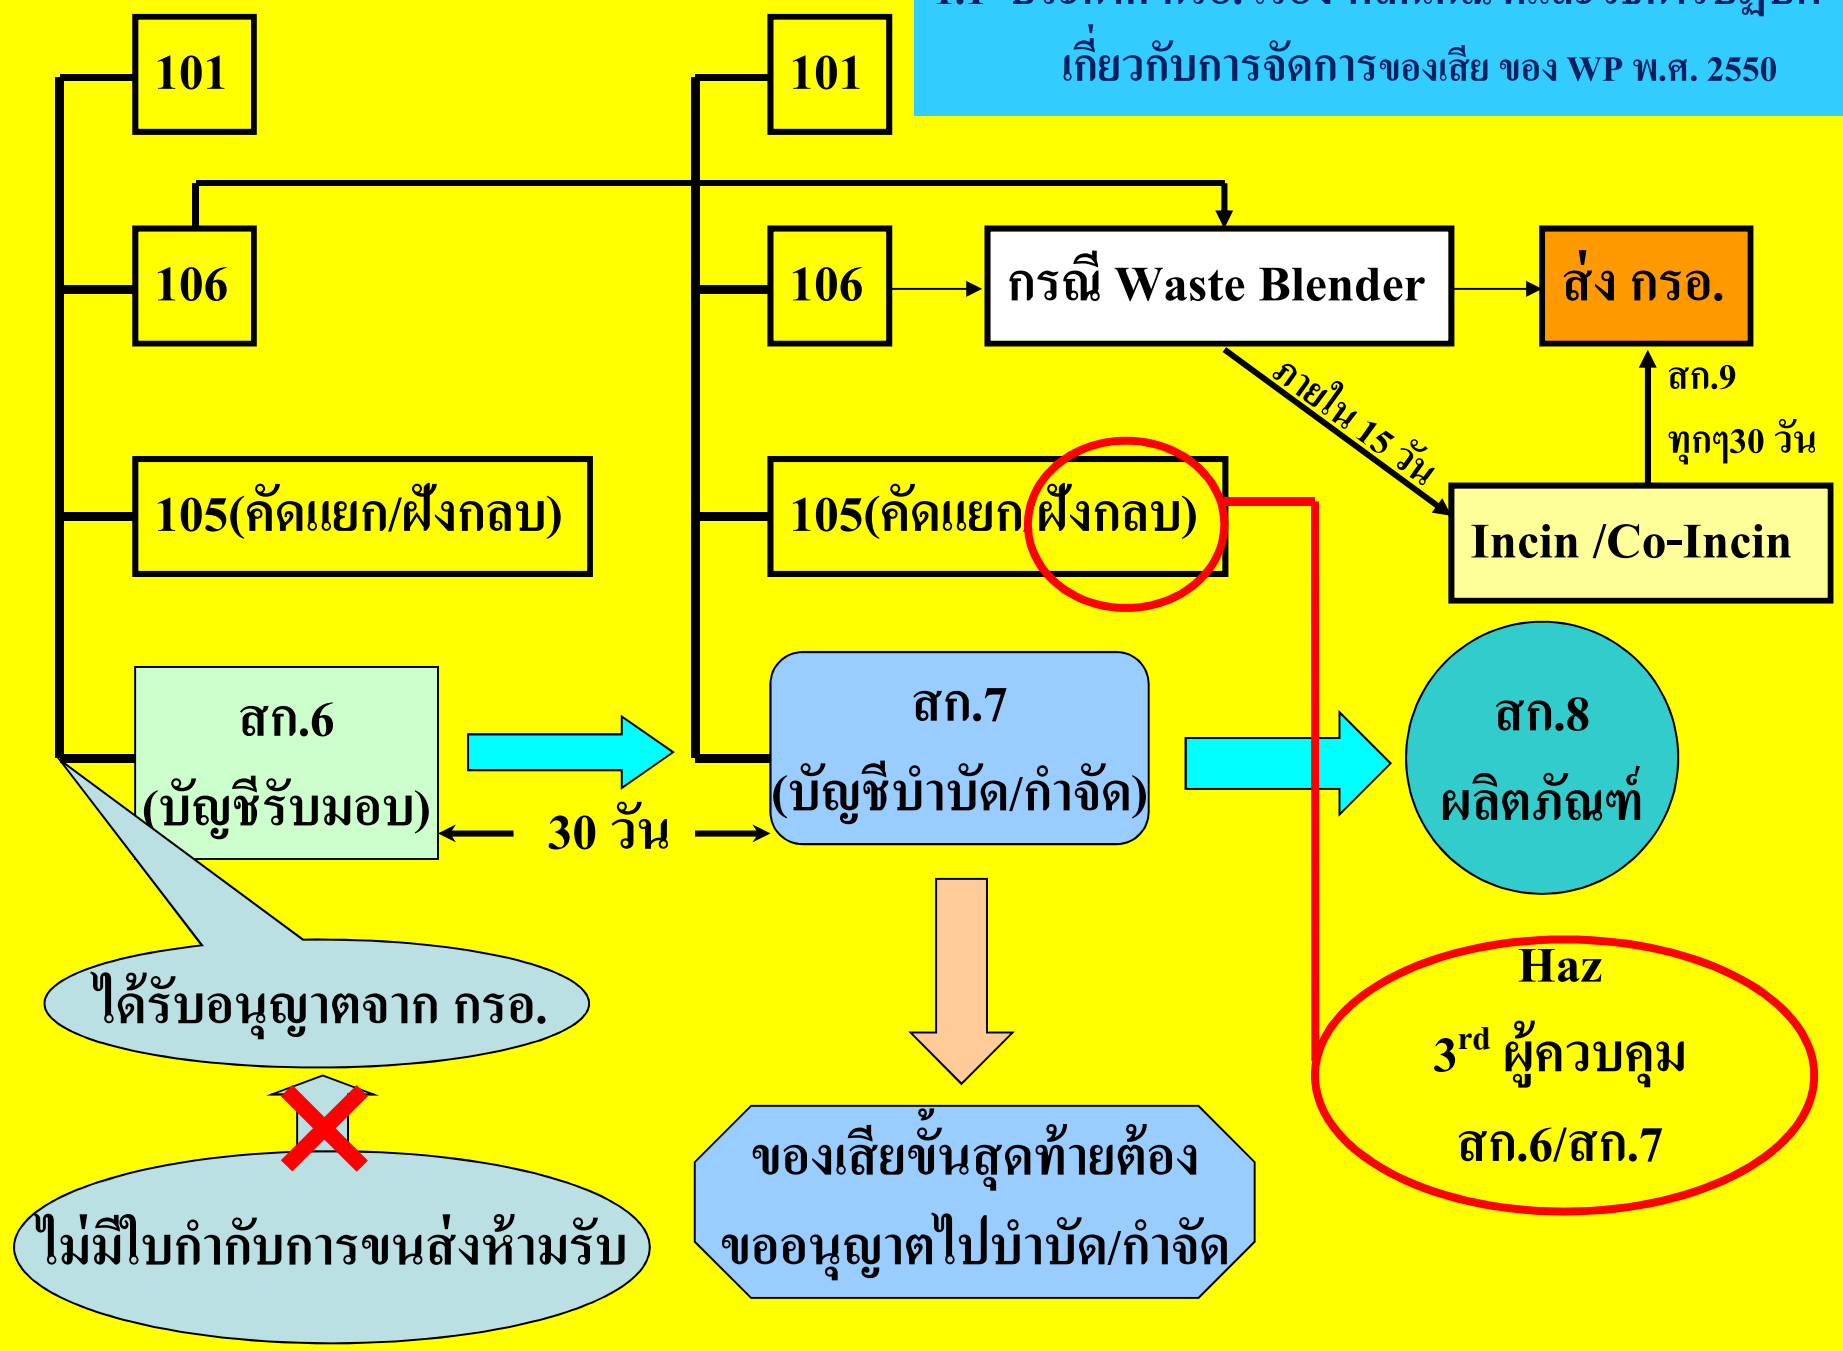 เกี่ยวกับการจัดการของเสีย ของ WP พ.ศ. 2550
101
101
106
106
กรณี Waste Blender
ส่ง กรอ.
ภายใน 15 วัน
สก.9
ทุกๆ30 วัน
105(คัดแยก/ฝังกลบ)
105(คัดแยก/ฝังกลบ)
Incin /Co-Incin
สก.6
(บัญชีรับมอบ)
30 วัน
สก.7
(บัญชีบำบัด/กำจัด)
สก.8
ผลิตภัณฑ์
ได้รับอนุญาตจาก กรอ.
Haz
3rd ผู้ควบคุม
สก.6/สก.7
ของเสียขั้นสุดท้ายต้อง
ขออนุญาตไปบำบัด/กำจัด
ไม่มีใบกำกับการขนส่งห้ามรับ